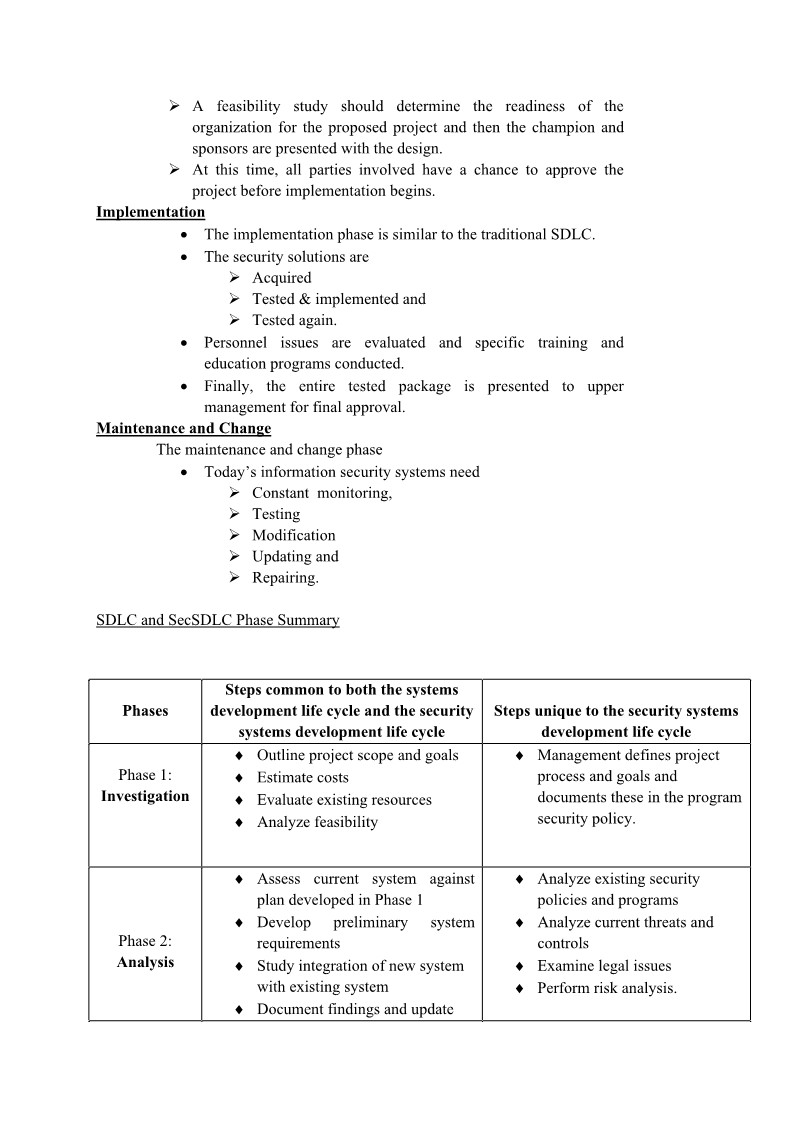 ➢ A feasibility study should determine the readiness of the
organization for the proposed project and then the champion and
sponsors are presented with the design.
➢ At this time, all parties involved have a chance to approve the
project before implementation begins.
Implementation
• The implementation phase is similar to the traditional SDLC.
• The security solutions are
➢ Acquired
➢ Tested & implemented and
➢ Tested again.
• Personnel issues are evaluated and specific training and
education programs conducted.
• Finally, the entire tested package is presented to upper
management for final approval.
Maintenance and Change
The maintenance and change phase
• Today’s information security systems need
➢ Constant monitoring,
➢ Testing
➢ Modification
➢ Updating and
➢ Repairing.
SDLC and SecSDLC Phase Summary
Phases
Steps common to both the systems
development life cycle and the security
systems development life cycle
Steps unique to the security systems
development life cycle
Phase 1:
Investigation
♦ Outline project scope and goals
♦ Estimate costs
♦ Evaluate existing resources
♦ Analyze feasibility
♦ Management defines project
process and goals and
documents these in the program
security policy.
Phase 2:
Analysis
♦ Assess current system against
plan developed in Phase 1
♦ Develop preliminary system
requirements
♦ Study integration of new system
with existing system
♦ Document findings and update
♦ Analyze existing security
policies and programs
♦ Analyze current threats and
controls
♦ Examine legal issues
♦ Perform risk analysis.